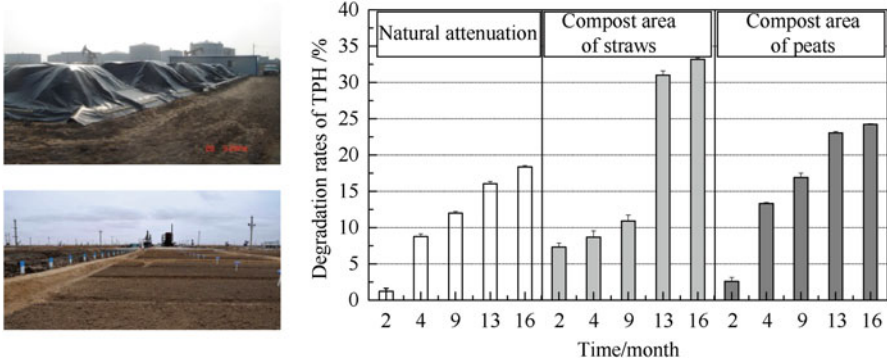 40
35
30
25
20
15
10
5
0
Degradation rates of TPH /%
Natural attenuation
Compost area
of straws
Compost area
of peats
2 4 9 13 16 2 4 9 13 16 2 4 9 13 16
Time/month